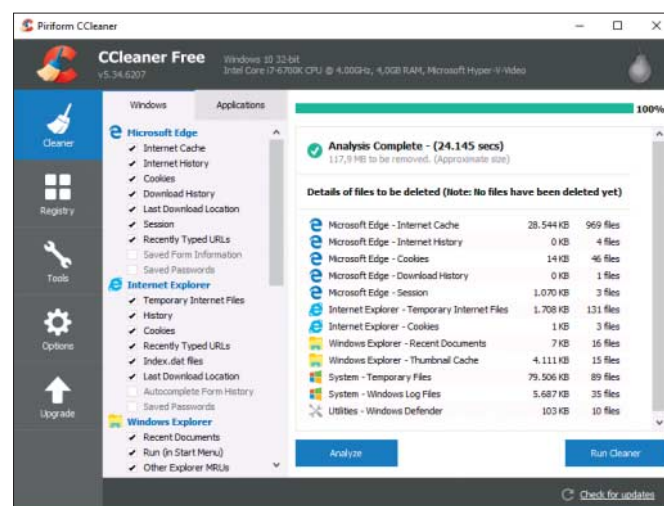 Piriform CCleaner
CCleaner Free
v5.34.6207
Windows 10 32-bit
Intel Core i7-6700K CPU @ 4.00GHz, 4,0GB RAM, Microsoft Hyper-V-Video
Cleaner
Registry
Tools
Options
Upgrade
Windows Applications
Microsoft Edge
Internet Cache
Internet History
Cookies
Download History
Last Download Location
Session
Recently Typed URLs
Saved Form Information
Saved Passwords
Internet Explorer
Temporary Internet Files
History
Cookies
Recently Typed URLs
Index.dat files
Last Download Location
Autocomplete Form History
Saved Passwords
Windows Explorer
Recent Documents
Run (in Start Menu)
Other Explorer MRUs
100%
Analysis Complete - (24.145 secs)
117,9 MB to be removed. (Approximate size)
Details of files to be deleted (Note: No files have been deleted yet)
Microsoft Edge - Internet Cache 28.544 KB 969 files
Microsoft Edge - Internet History 0 KB 4 files
Microsoft Edge - Cookies 14 KB 46 files
Microsoft Edge - Download History 0 KB 1 files
Microsoft Edge - Session 1.070 KB 3 files
Internet Explorer - Temporary Internet Files 1.708 KB 131 files
Internet Explorer - Cookies 1 KB 3 files
Windows Explorer - Recent Documents 7 KB 16 files
Windows Explorer - Thumbnail Cache 4.111 KB 15 files
System - Temporary Files 79.506 KB 89 files
System - Windows Log Files 5.687 KB 35 files
Utilities - Windows Defender 103 KB 10 files
Analyze
Run Cleaner
Check for updates